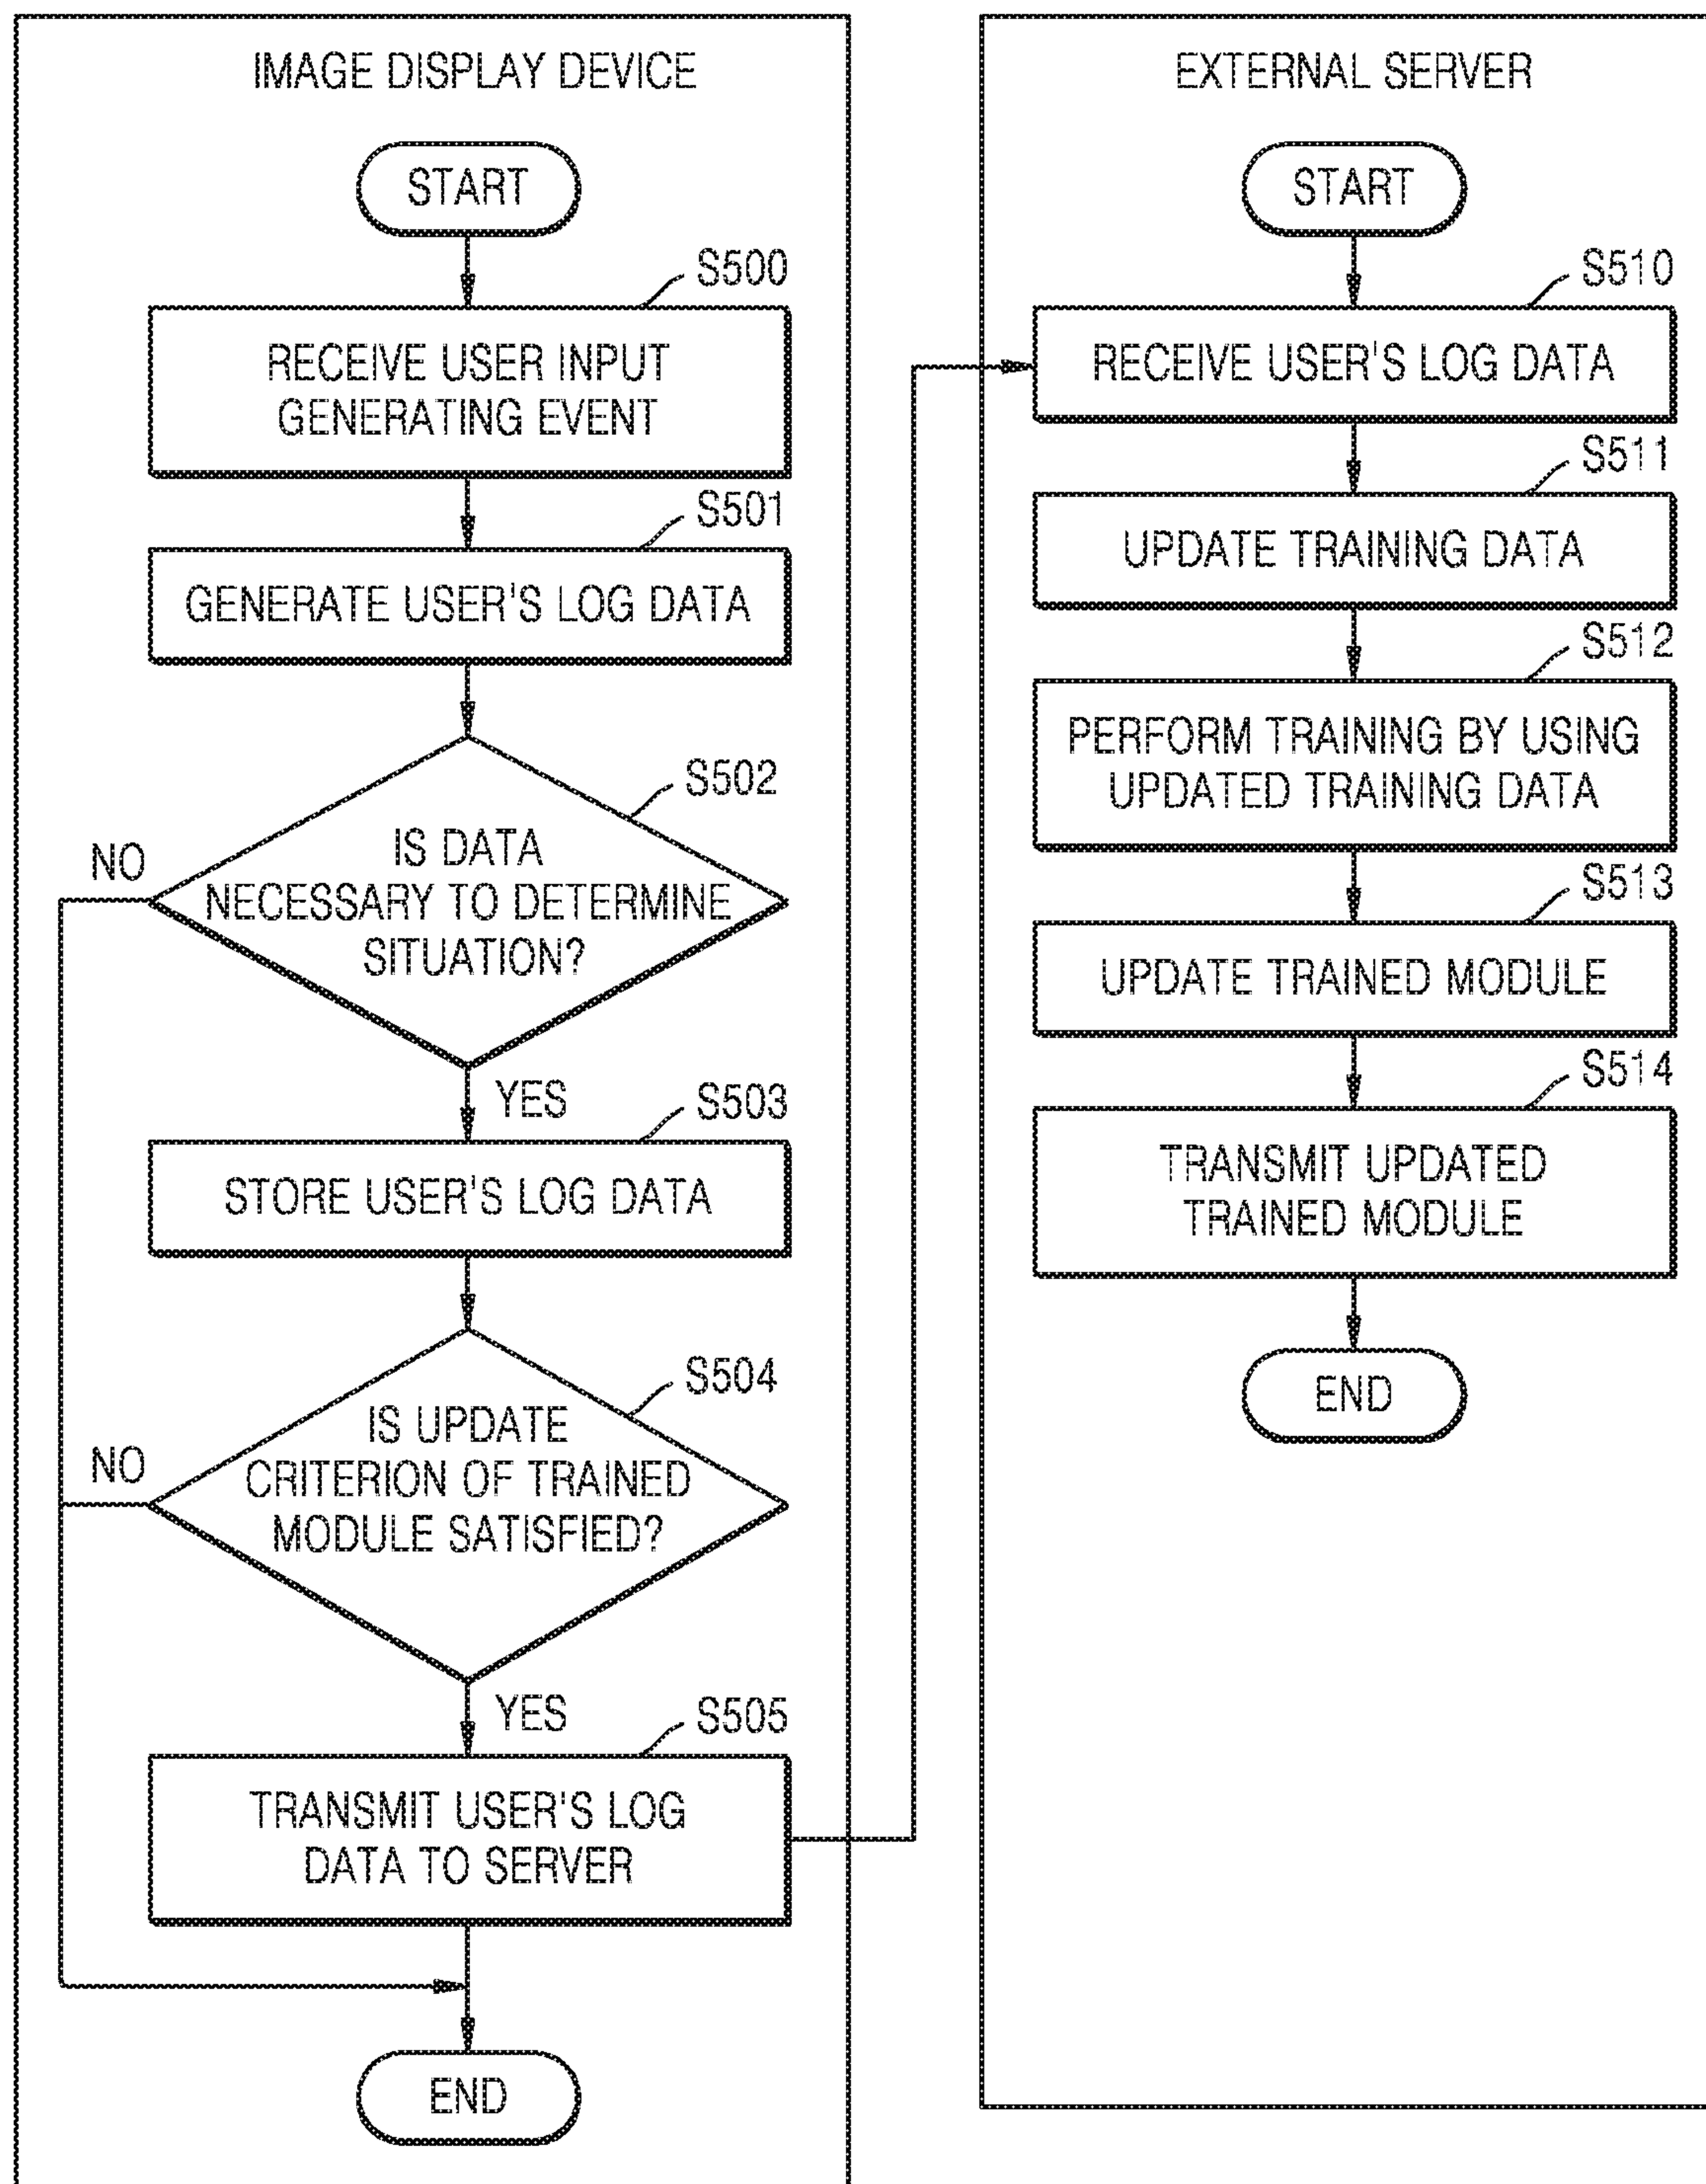 IMAGE DISPLAY DEVICE
START
S500
RECEIVE USER INPUT
GENERATING EVENT
S501
GENERATE USER'S LOG DATA
S502
IS DATA
NECESSARY TO DETERMINE
SITUATION?
NO
YES
S503
STORE USER'S LOG DATA
S504
IS UPDATE
CRITERION OF TRAINED
MODULE SATISFIED?
NO
YES
S505
TRANSMIT USER'S LOG
DATA TO SERVER
END
EXTERNAL SERVER
START
S510
RECEIVE USER'S LOG DATA
S511
UPDATE TRAINING DATA
S512
PERFORM TRAINING BY USING
UPDATED TRAINING DATA
S513
UPDATE TRAINED MODULE
S514
TRANSMIT UPDATED
TRAINED MODULE
END